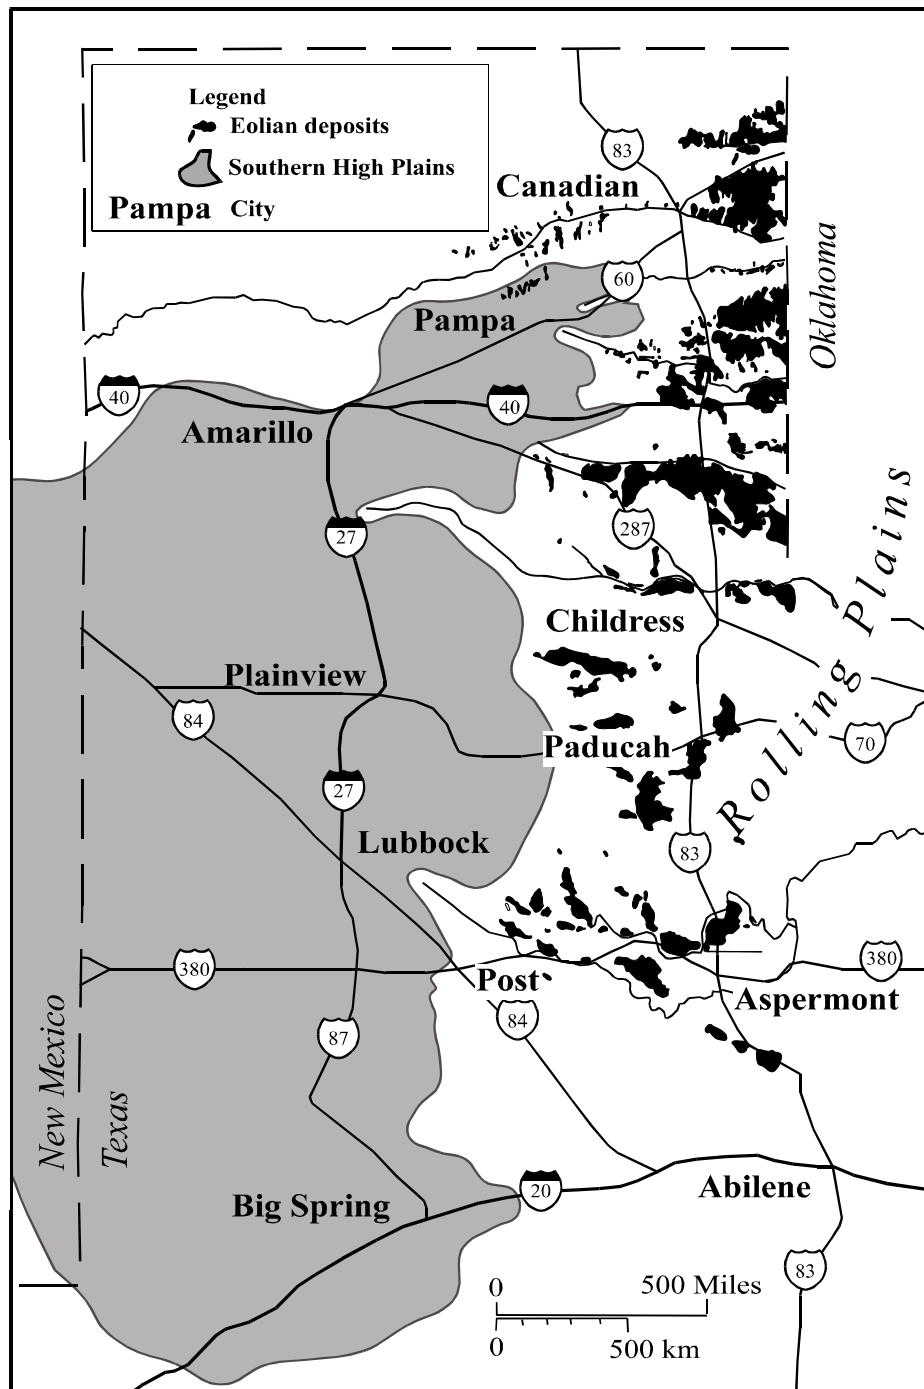 Legend
Eolian deposits
Southern High Plains
Pampa City
83
Canadian
Oklahoma
60
Pampa
40
40
Amarillo
27
287
Rolling Plains
Childress
Plainview
84
70
Paducah
27
Lubbock
83
380
380
Post
Aspermont
84
87
New Mexico
Texas
20
Abilene
Big Spring
83
0 500 Miles
0 500 km